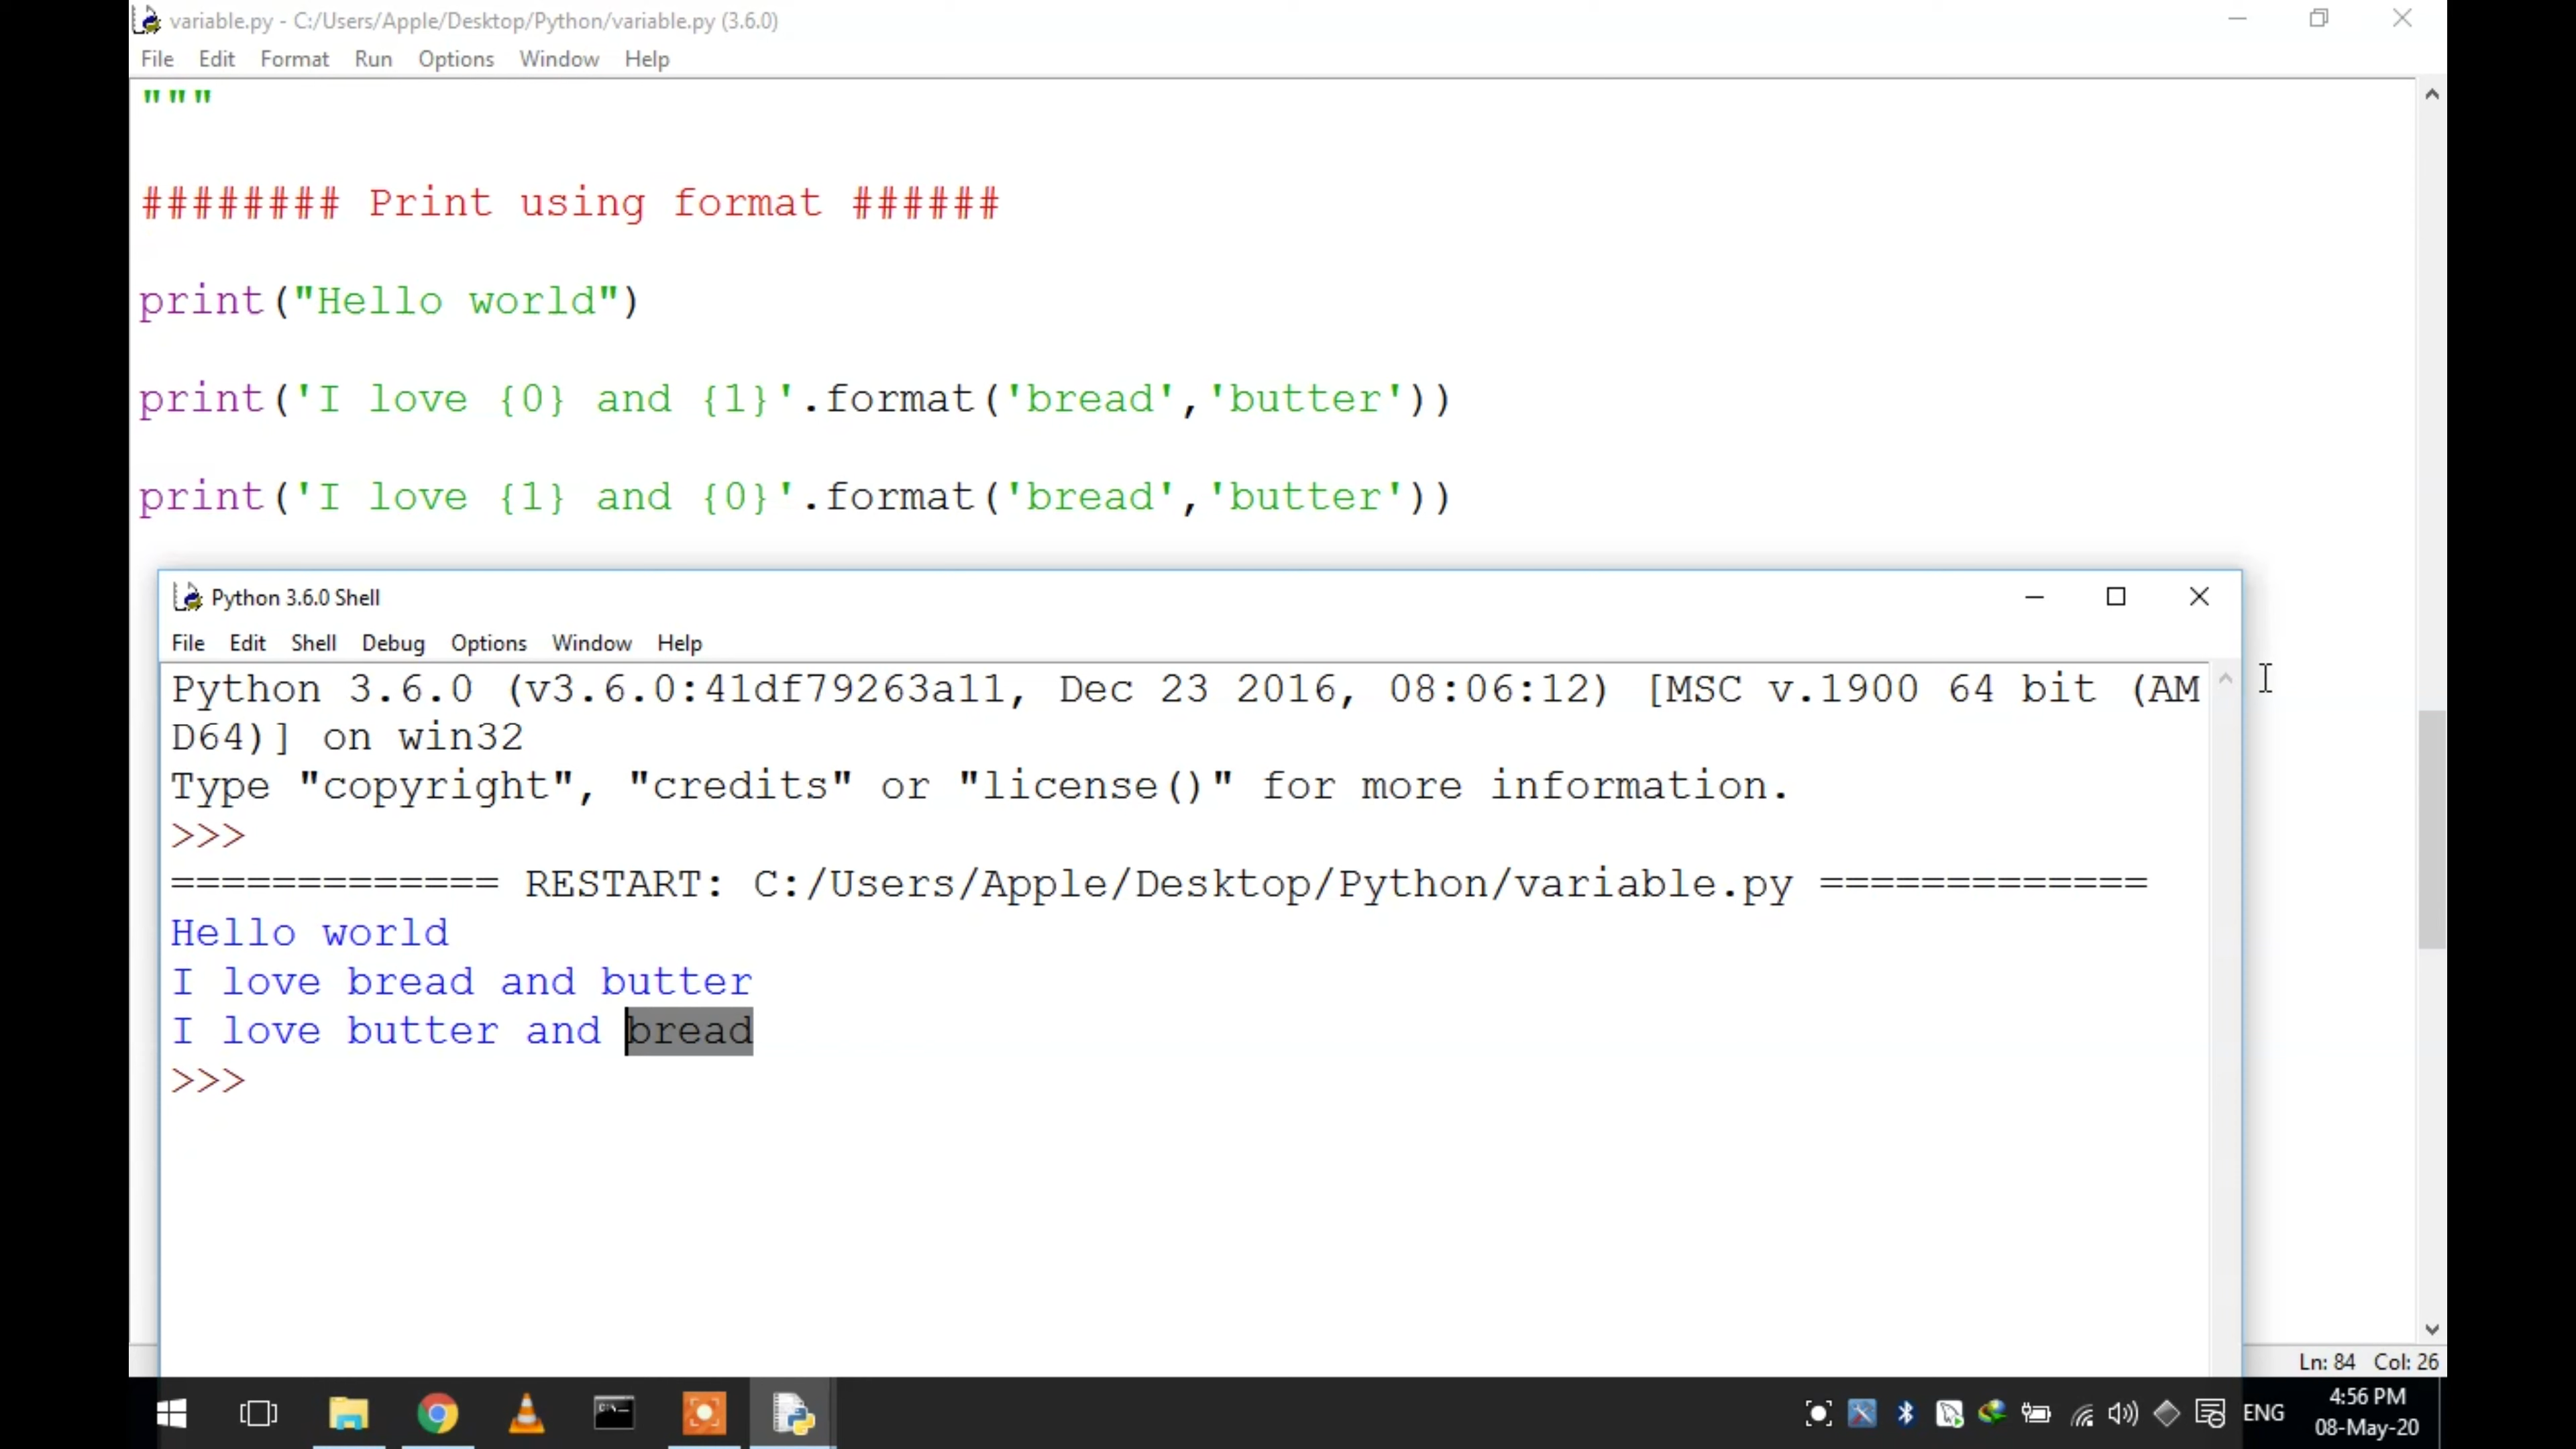 variable.py - C:/Users/Apple/Desktop/Python/variable.py (3.6.0)
File Edit Format Run Options Window Help
"""
######## Print using format ######
print("Hello world")
print('I love {0} and {1}'.format('bread','butter'))
print('I love {1} and {0}'.format('bread','butter'))
Python 3.6.0 Shell
File Edit Shell Debug Options Window Help
Python 3.6.0 (v3.6.0:41df79263a11, Dec 23 2016, 08:06:12) [MSC v.1900 64 bit (AM
D64)] on win32
Type "copyright", "credits" or "license()" for more information.
>>>
============= RESTART: C:/Users/Apple/Desktop/Python/variable.py =============
Hello world
I love bread and butter
I love butter and bread
>>>
Ln: 84 Col: 26
ENG
4:56 PM
08-May-20